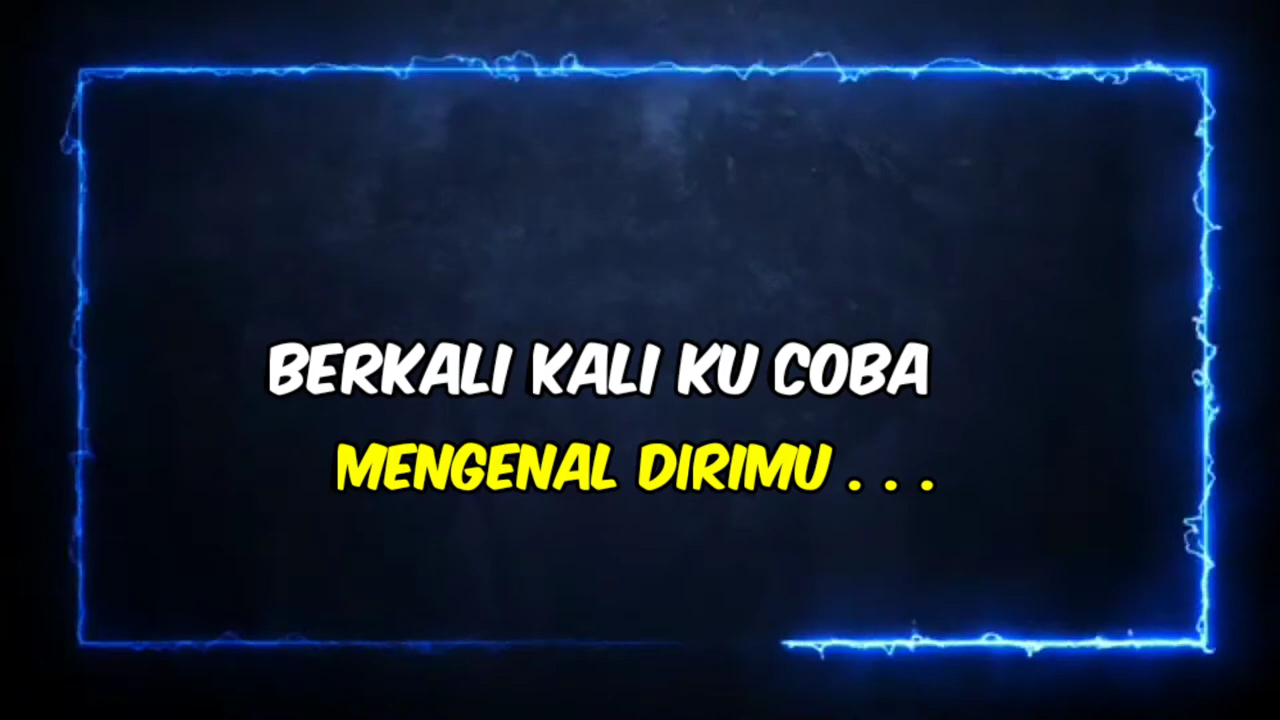 BERKALI KALI KU COBA
MENGENAL DIRIMU . . .